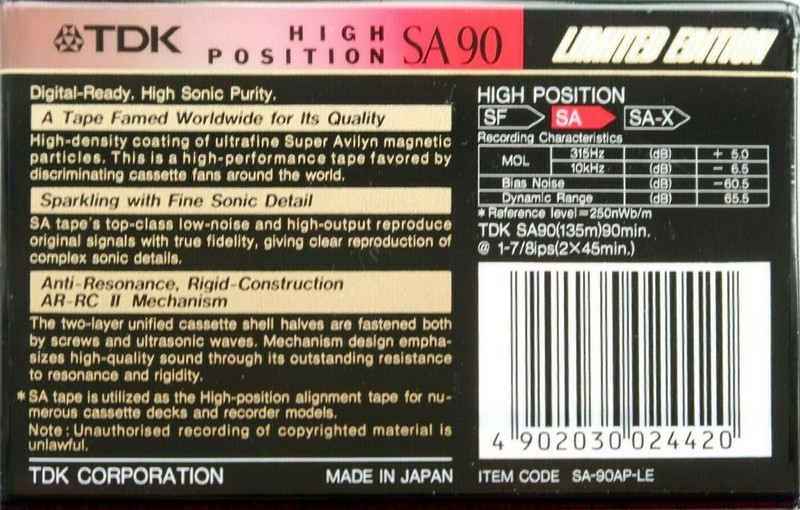 TDK HIGH POSITION SA90 LIMITED EDITION
Digital-Ready. High Sonic Purity.
A Tape Famed Worldwide for Its Quality
High-density coating of ultrafine Super Avilyn magnetic
particles. This is a high-performance tape favored by
discriminating cassette fans around the world.
Sparkling with Fine Sonic Detail
SA tape's top-class low-noise and high-output reproduce
original signals with true fidelity, giving clear reproduction of
complex sonic details.
Anti-Resonance, Rigid-Construction
AR-RC II Mechanism
The two-layer unified cassette shell halves are fastened both
by screws and ultrasonic waves. Mechanism design empha-
sizes high-quality sound through its outstanding resistance
to resonance and rigidity.
*SA tape is utilized as the High-position alignment tape for nu-
merous cassette decks and recorder models.
Note: Unauthorised recording of copyrighted material is
unlawful.
TDK CORPORATION MADE IN JAPAN
HIGH POSITION
SF SA SA-X
Recording Characteristics
MOL 315Hz (dB) + 5.0
10kHz (dB) - 6.5
Bias Noise (dB) -60.5
Dynamic Range (dB) 65.5
*Reference level=250nWb/m
TDK SA90(135m)90min.
@ 1-7/8ips(2×45min.)
4 902030 024420
ITEM CODE SA-90AP-LE